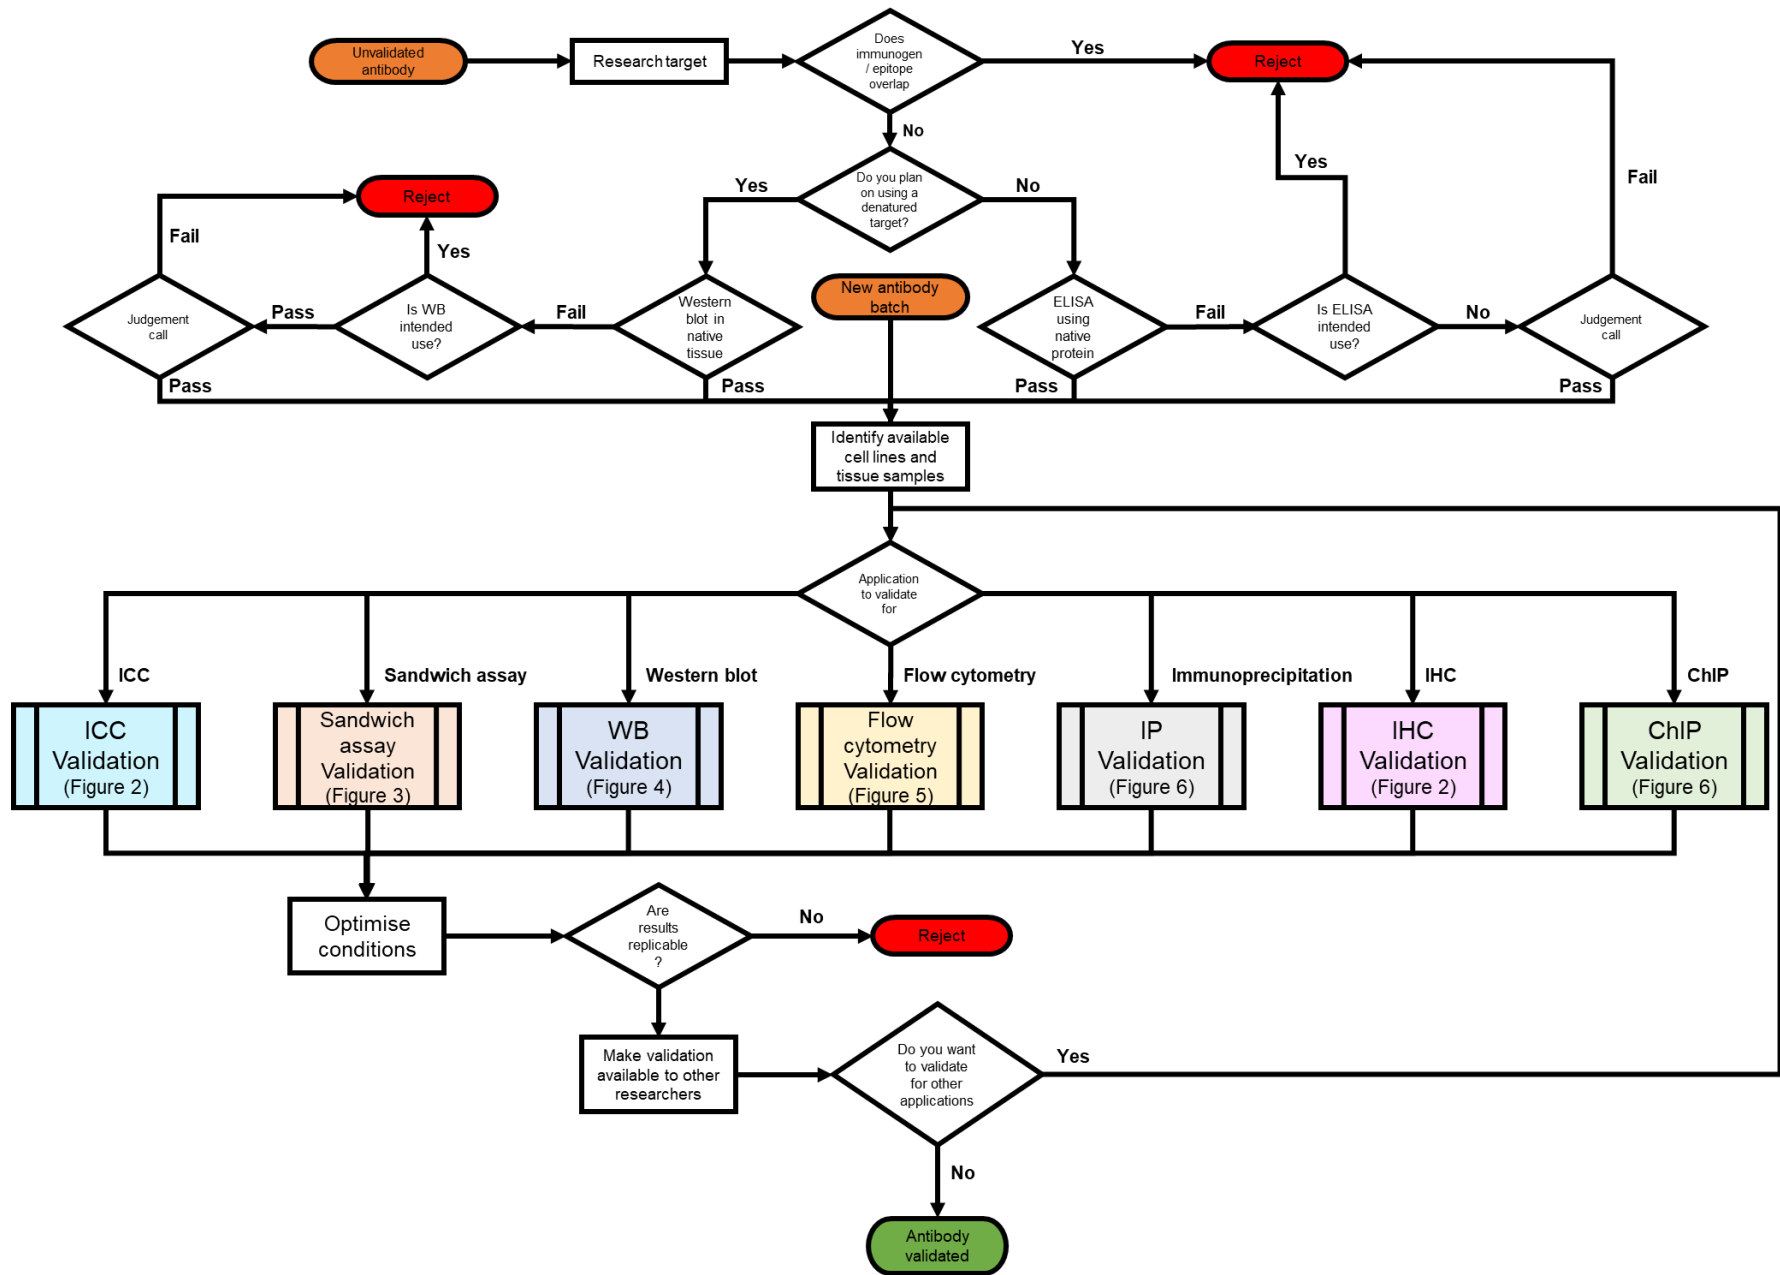 Unvalidated
antibody
Research target
Does
immunogen
/ epitope
overlap
Yes
Reject
No
Do you plan
on using a
denatured
target?
Yes
No
Reject
Yes
Fail
Fail
Yes
Judgement
call
Pass
Is WB
intended
use?
Fail
Western
blot in
native
tissue
New antibody
batch
ELISA
using
native
protein
Fail
Is ELISA
intended
use?
No
Judgement
call
Pass
Pass
Pass
Pass
Identify available
cell lines and
tissue samples
Application
to validate
for
ICC
Sandwich assay
Western blot
Flow cytometry
Immunoprecipitation
IHC
ChIP
ICC
Validation
(Figure 2)
Sandwich
assay
Validation
(Figure 3)
WB
Validation
(Figure 4)
Flow
cytometry
Validation
(Figure 5)
IP
Validation
(Figure 6)
IHC
Validation
(Figure 2)
ChIP
Validation
(Figure 6)
Optimise
conditions
Are
results
replicable
?
No
Reject
Make validation
available to other
researchers
Do you want
to validate
for other
applications
Yes
No
Antibody
validated